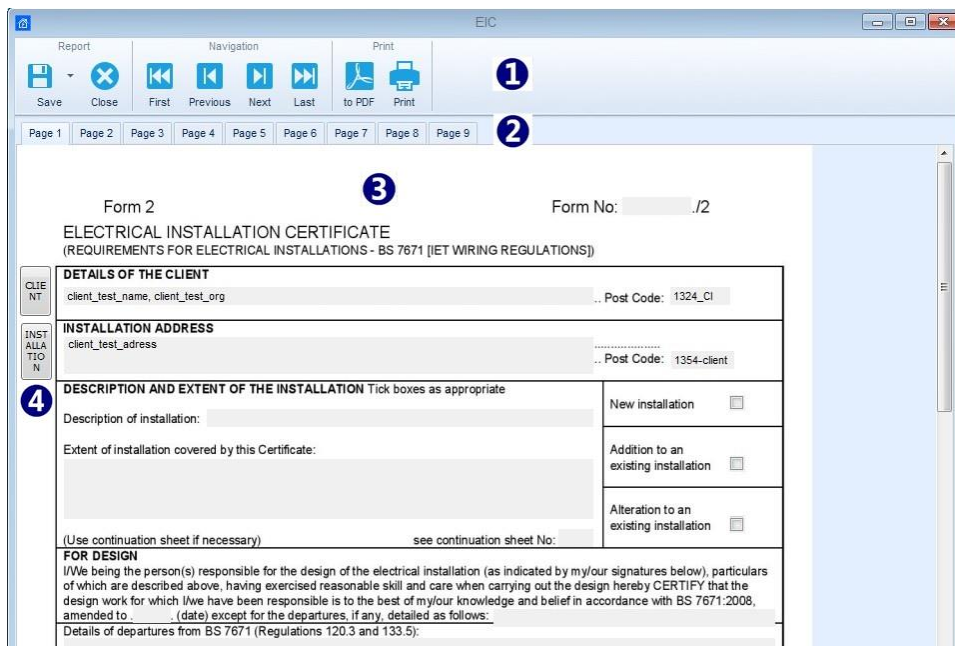 EIC
Report
Navigation
Print
Save
Close
First
Previous
Next
Last
to PDF
Print
1
Page 1 Page 2 Page 3 Page 4 Page 5 Page 6 Page 7 Page 8 Page 9
2
3
Form 2 Form No: ./2
ELECTRICAL INSTALLATION CERTIFICATE
(REQUIREMENTS FOR ELECTRICAL INSTALLATIONS - BS 7671 [IET WIRING REGULATIONS])
CLIE
NT
DETAILS OF THE CLIENT
client_test_name, client_test_org .. Post Code: 1324_Cl
INST
ALLA
TIO
N
INSTALLATION ADDRESS
client_test_adress ....................
.. Post Code: 1354-client
4
DESCRIPTION AND EXTENT OF THE INSTALLATION Tick boxes as appropriate
Description of installation:
Extent of installation covered by this Certificate:
(Use continuation sheet if necessary) see continuation sheet No:
New installation
Addition to an
existing installation
Alteration to an
existing installation
FOR DESIGN
I/We being the person(s) responsible for the design of the electrical installation (as indicated by my/our signatures below), particulars
of which are described above, having exercised reasonable skill and care when carrying out the design hereby CERTIFY that the
design work for which I/we have been responsible is to the best of my/our knowledge and belief in accordance with BS 7671:2008,
amended to . . (date) except for the departures, if any, detailed as follows:
Details of departures from BS 7671 (Regulations 120.3 and 133.5):